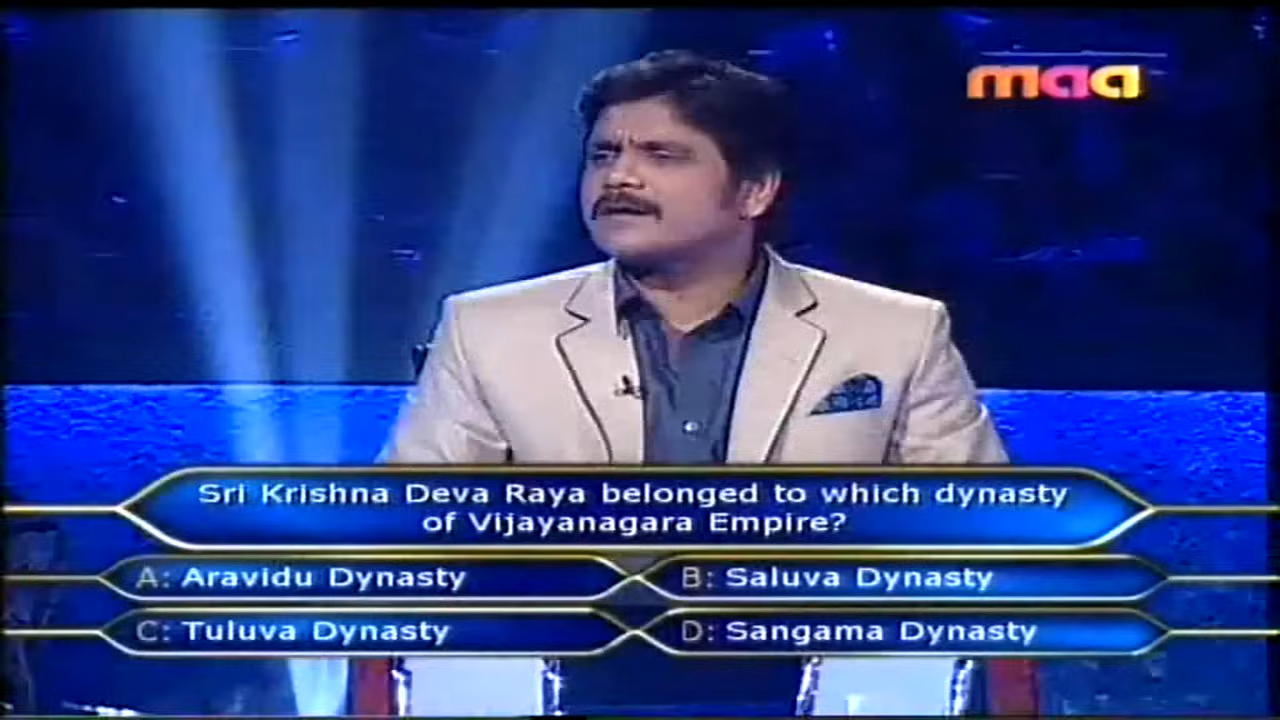 maa
Sri Krishna Deva Raya belonged to which dynasty
of Vijayanagara Empire?
A: Aravidu Dynasty
B: Saluva Dynasty
C: Tuluva Dynasty
D: Sangama Dynasty